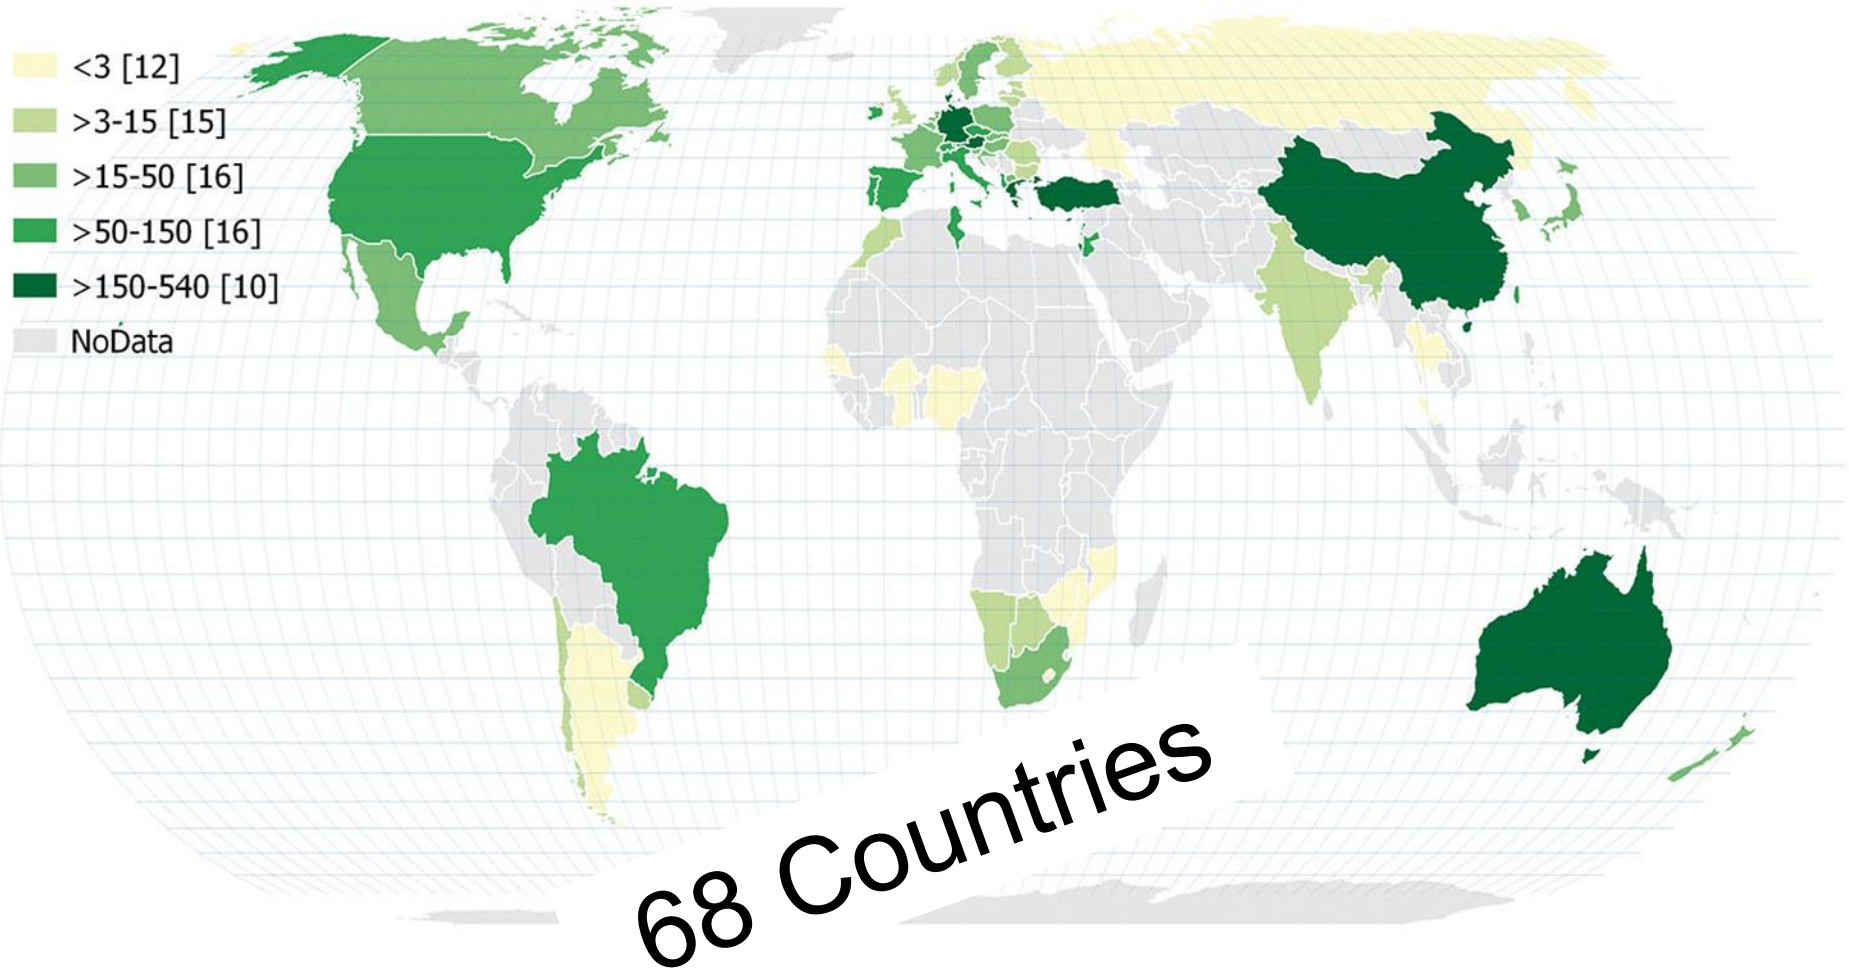 <3 [12]
>3-15 [15]
>15-50 [16]
>50-150 [16]
>150-540 [10]
NoData
68 Countries